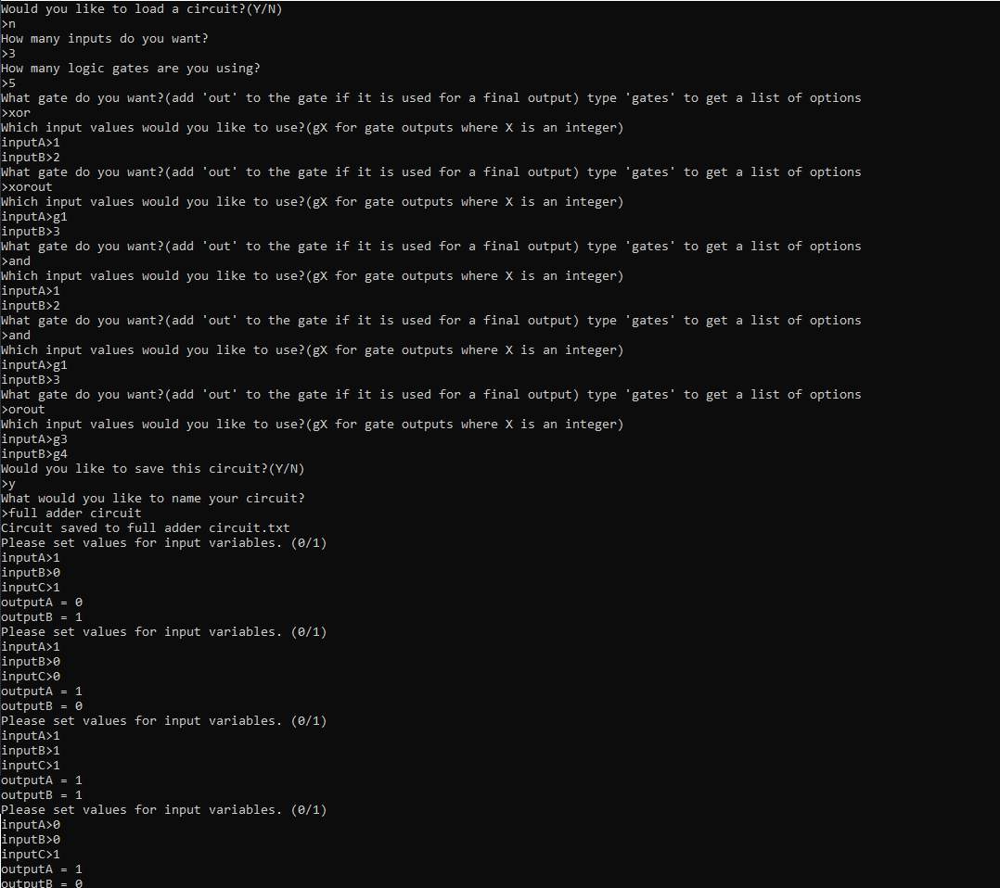 Would you like to load a circuit?(Y/N)
>n
How many inputs do you want?
>3
How many logic gates are you using?
>5
What gate do you want?(add 'out' to the gate if it is used for a final output) type 'gates' to get a list of options
>xor
Which input values would you like to use?(gX for gate outputs where X is an integer)
inputA>1
inputB>2
What gate do you want?(add 'out' to the gate if it is used for a final output) type 'gates' to get a list of options
>xorout
Which input values would you like to use?(gX for gate outputs where X is an integer)
inputA>g1
inputB>3
What gate do you want?(add 'out' to the gate if it is used for a final output) type 'gates' to get a list of options
>and
Which input values would you like to use?(gX for gate outputs where X is an integer)
inputA>1
inputB>2
What gate do you want?(add 'out' to the gate if it is used for a final output) type 'gates' to get a list of options
>and
Which input values would you like to use?(gX for gate outputs where X is an integer)
inputA>g1
inputB>3
What gate do you want?(add 'out' to the gate if it is used for a final output) type 'gates' to get a list of options
>orout
Which input values would you like to use?(gX for gate outputs where X is an integer)
inputA>g3
inputB>g4
Would you like to save this circuit?(Y/N)
>y
What would you like to name your circuit?
>full adder circuit
Circuit saved to full adder circuit.txt
Please set values for input variables. (0/1)
inputA>1
inputB>0
inputC>1
outputA = 0
outputB = 1
Please set values for input variables. (0/1)
inputA>1
inputB>0
inputC>0
outputA = 1
outputB = 0
Please set values for input variables. (0/1)
inputA>1
inputB>1
inputC>1
outputA = 1
outputB = 1
Please set values for input variables. (0/1)
inputA>0
inputB>0
inputC>1
outputA = 1
outputB = 0